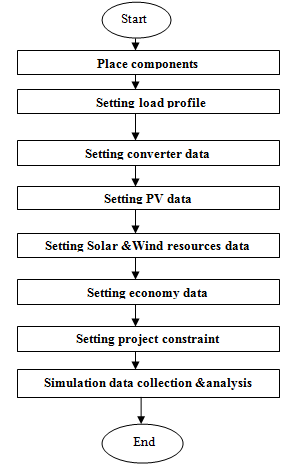 Start
Place components
Setting load profile
Setting converter data
Setting PV data
Setting Solar &Wind resources data
Setting economy data
Setting project constraint
Simulation data collection &analysis
End